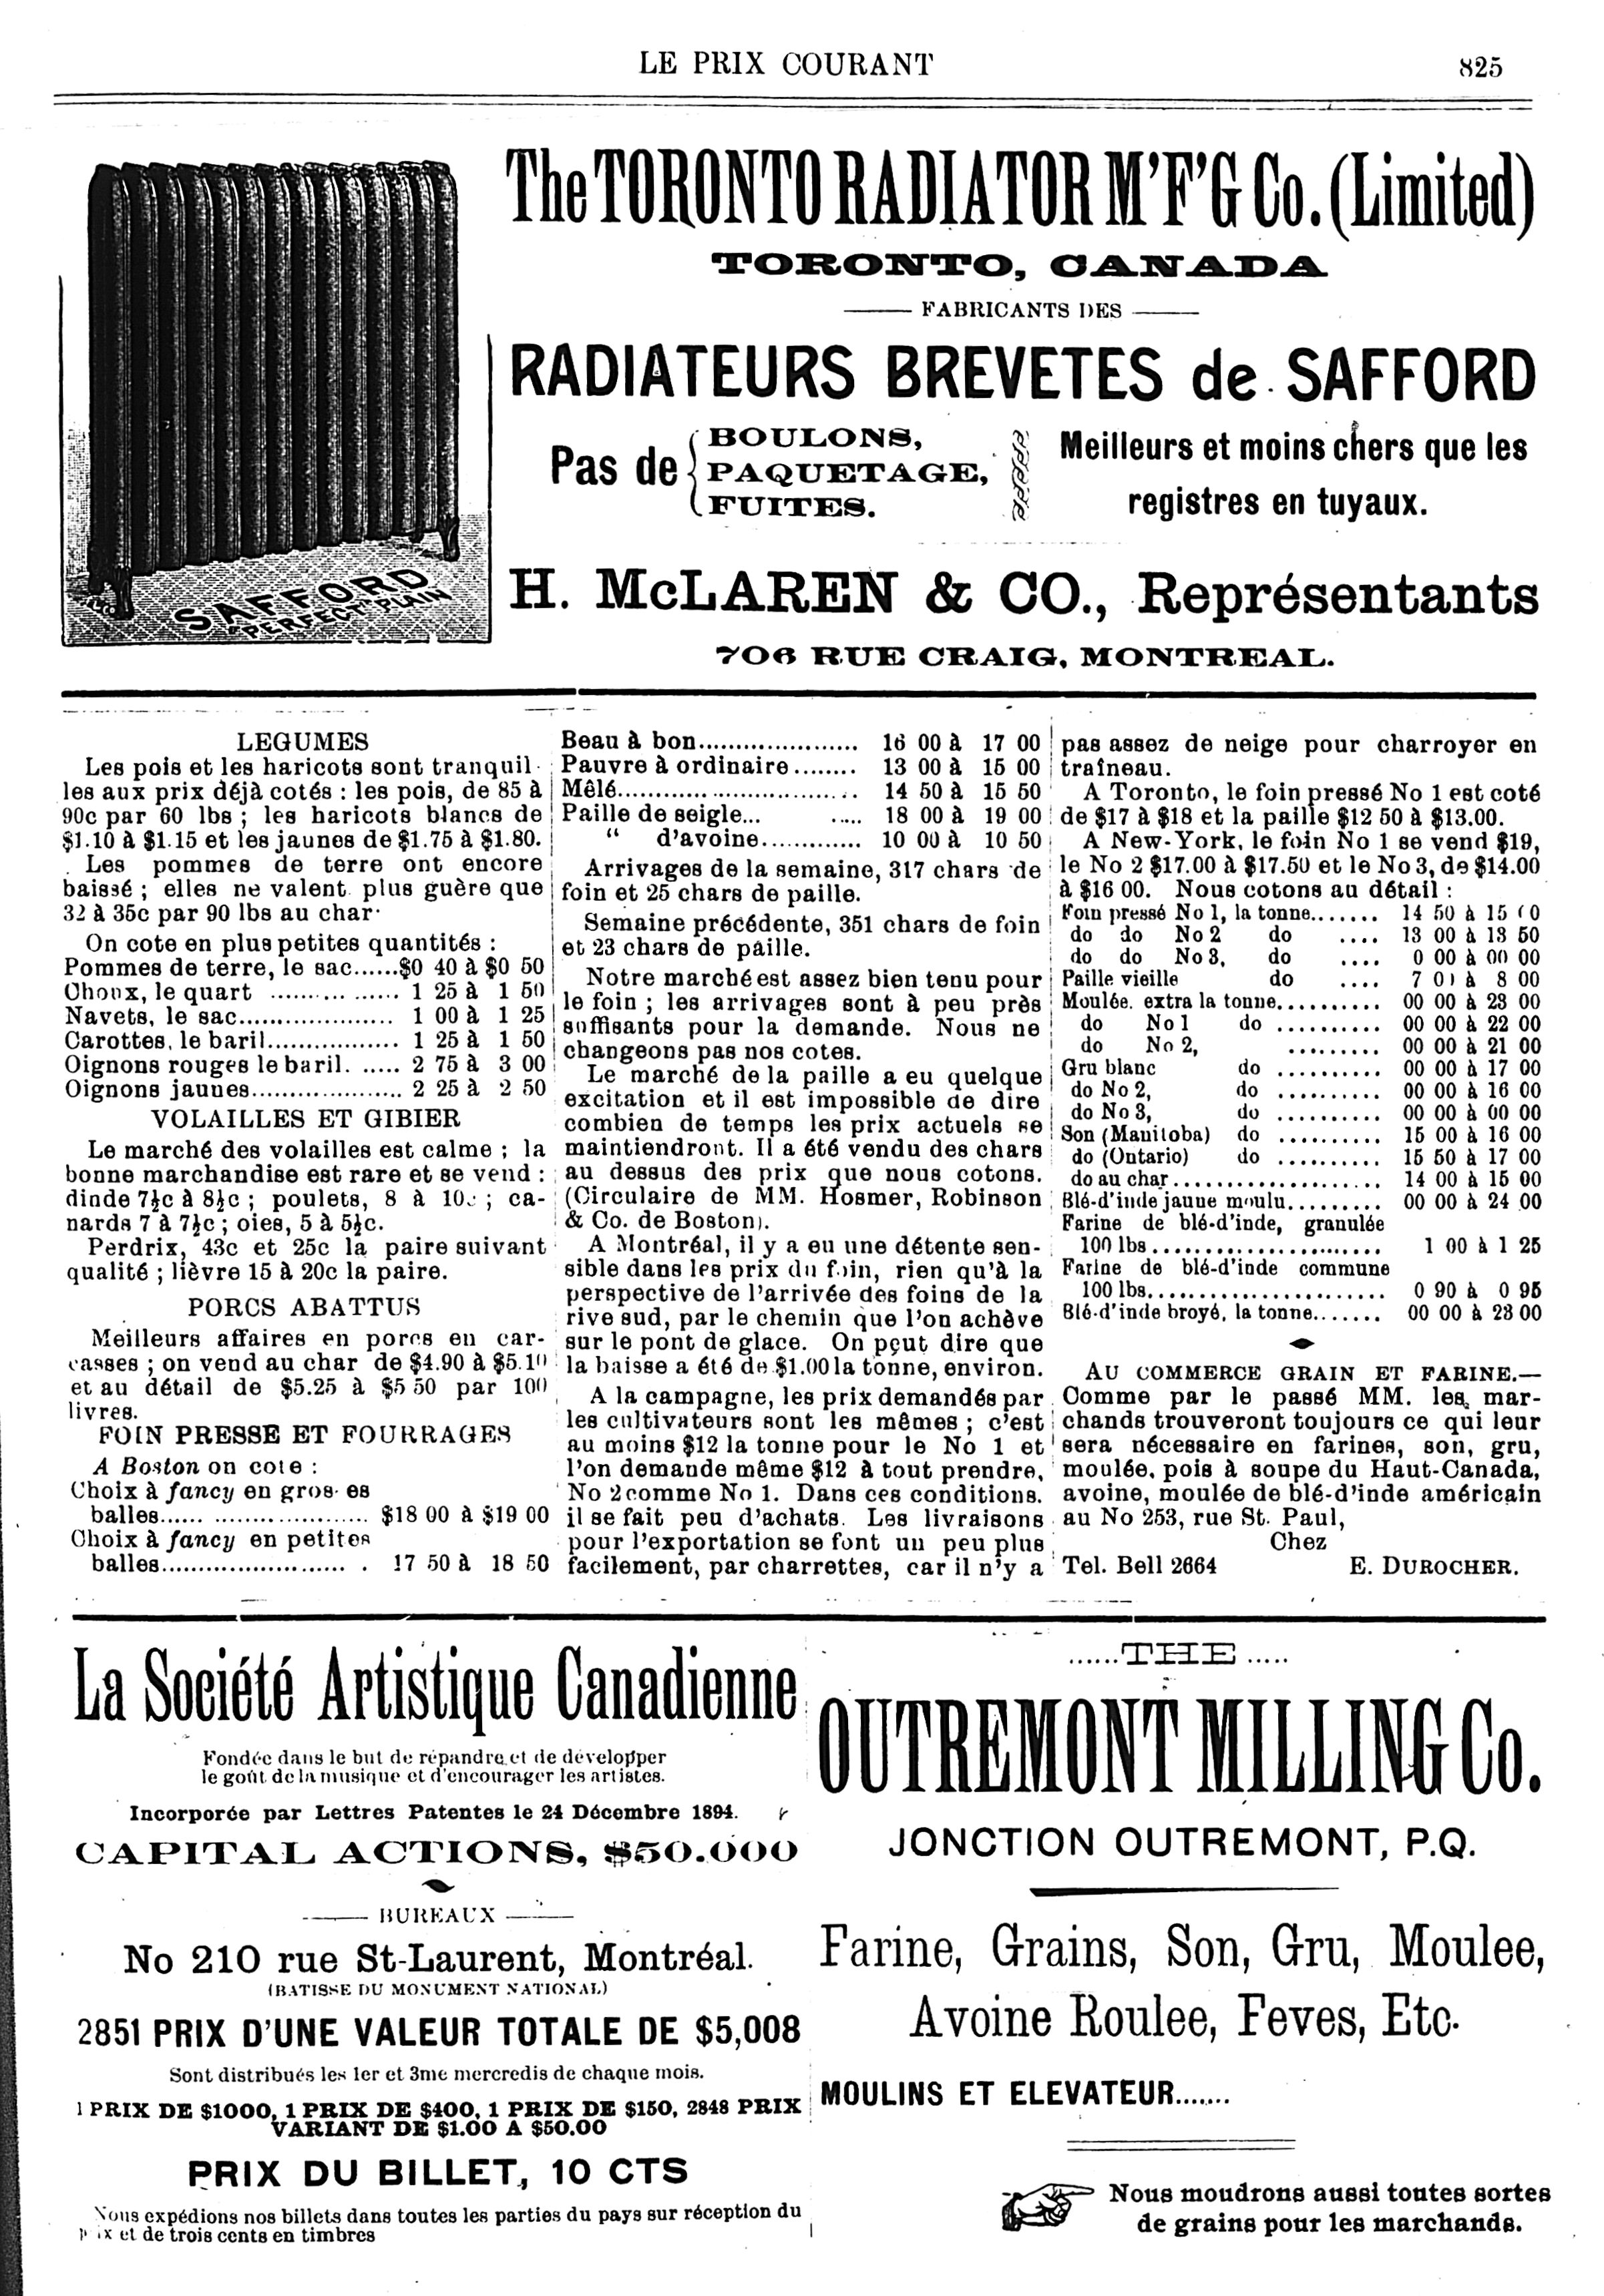 LE PRIX COURANT
825
The TORONTO RADIATOR M'F'G Co. (Limited)
TORONTO, CANADA
FABRICANTS DES
RADIATEURS BREVETES de SAFFORD
Pas de { BOULONS,
PAQUETAGE,
FUITES.
Meilleurs et moins chers que les
registres en tuyaux.
H. McLAREN & CO., Représentants
706 RUE CRAIG, MONTREAL.
SAFFORD
"PERFECT" PLAIN
LEGUMES
Les pois et les haricots sont tranquil-
les aux prix déjà cotés : les pois, de 85 à
90c par 60 lbs ; les haricots blancs de
$1.10 à $1.15 et les jaunes de $1.75 à $1.80.
Les pommes de terre ont encore
baissé ; elles ne valent plus guère que
32 à 35c par 90 lbs au char.
On cote en plus petites quantités :
Pommes de terre, le sac......$0 40 à $0 50
Choux, le quart .................. 1 25 à 1 50
Navets, le sac..................... 1 00 à 1 25
Carottes, le baril................. 1 25 à 1 50
Oignons rouges le baril. ..... 2 75 à 3 00
Oignons jaunes.................... 2 25 à 2 50
VOLAILLES ET GIBIER
Le marché des volailles est calme ; la
bonne marchandise est rare et se vend :
dinde 7½c à 8½c ; poulets, 8 à 10c ; ca-
nards 7 à 7½c ; oies, 5 à 5½c.
Perdrix, 43c et 25c la paire suivant
qualité ; lièvre 15 à 20c la paire.
PORCS ABATTUS
Meilleurs affaires en porcs en car-
casses ; on vend au char de $4.90 à $5.10
et au détail de $5.25 à $5 50 par 100
livres.
FOIN PRESSE ET FOURRAGES
A Boston on cote :
Choix à fancy en gros es
balles...... .................... $18 00 à $19 00
Choix à fancy en petites
balles........................ . 17 50 à 18 50
Beau à bon...................... 16 00 à 17 00
Pauvre à ordinaire........ 13 00 à 15 00
Mêlé................................ 14 50 à 15 50
Paille de seigle... ..... 18 00 à 19 00
“ d'avoine............. 10 00 à 10 50
Arrivages de la semaine, 317 chars de
foin et 25 chars de paille.
Semaine précédente, 351 chars de foin
et 23 chars de paille.
Notre marché est assez bien tenu pour
le foin ; les arrivages sont à peu près
suffisants pour la demande. Nous ne
changeons pas nos cotes.
Le marché de la paille a eu quelque
excitation et il est impossible de dire
combien de temps les prix actuels se
maintiendront. Il a été vendu des chars
au dessus des prix que nous cotons.
(Circulaire de MM. Hosmer, Robinson
& Co. de Boston).
A Montréal, il y a eu une détente sen-
sible dans les prix du foin, rien qu'à la
perspective de l'arrivée des foins de la
rive sud, par le chemin que l'on achève
sur le pont de glace. On peut dire que
la baisse a été de $1.00 la tonne, environ.
A la campagne, les prix demandés par
les cultivateurs sont les mêmes ; c'est
au moins $12 la tonne pour le No 1 et
l'on demande même $12 à tout prendre,
No 2 comme No 1. Dans ces conditions.
il se fait peu d'achats. Les livraisons
pour l'exportation se font un peu plus
facilement, par charrettes, car il n'y a
pas assez de neige pour charroyer en
traîneau.
A Toronto, le foin pressé No 1 est coté
de $17 à $18 et la paille $12 50 à $13.00.
A New-York, le foin No 1 se vend $19,
le No 2 $17.00 à $17.50 et le No 3, de $14.00
à $16 00. Nous cotons au détail :
Foin pressé No 1, la tonne....... 14 50 à 15 00
do do No 2 do .... 13 00 à 13 50
do do No 3, do .... 0 00 à 00 00
Paille vieille do .... 7 00 à 8 00
Moulée. extra la tonne.......... 00 00 à 23 00
do No 1 do .......... 00 00 à 22 00
do No 2, ......... 00 00 à 21 00
Gru blanc do .......... 00 00 à 17 00
do No 2, do .......... 00 00 à 16 00
do No 3, do .......... 00 00 à 00 00
Son (Manitoba) do .......... 15 00 à 16 00
do (Ontario) do .......... 15 50 à 17 00
do au char.................... 14 00 à 15 00
Blé-d'inde jaune moulu......... 00 00 à 24 00
Farine de blé-d'inde, granulée
100 lbs...................... 1 00 à 1 25
Farine de blé-d'inde commune
100 lbs....................... 0 90 à 0 95
Blé-d'inde broyé, la tonne....... 00 00 à 23 00
AU COMMERCE GRAIN ET FARINE.—
Comme par le passé MM. les mar-
chands trouveront toujours ce qui leur
sera nécessaire en farines, son, gru,
moulée, pois à soupe du Haut-Canada,
avoine, moulée de blé-d'inde américain
au No 253, rue St. Paul,
Chez
Tel. Bell 2664 E. DUROCHER.
La Société Artistique Canadienne
Fondée dans le but de répandre et de développer
le goût de la musique et d'encourager les artistes.
Incorporée par Lettres Patentes le 24 Décembre 1894.
CAPITAL ACTIONS, $50.000
BUREAUX
No 210 rue St-Laurent, Montréal.
(BATISSE DU MONUMENT NATIONAL)
2851 PRIX D'UNE VALEUR TOTALE DE $5,008
Sont distribués les 1er et 3me mercredis de chaque mois.
1 PRIX DE $1000, 1 PRIX DE $400, 1 PRIX DE $150, 2848 PRIX
VARIANT DE $1.00 A $50.00
PRIX DU BILLET, 10 CTS
Nous expédions nos billets dans toutes les parties du pays sur réception du
prix et de trois cents en timbres
......THE.....
OUTREMONT MILLING Co.
JONCTION OUTREMONT, P.Q.
Farine, Grains, Son, Gru, Moulee,
Avoine Roulee, Feves, Etc.
MOULINS ET ELEVATEUR.......
Nous moudrons aussi toutes sortes
de grains pour les marchands.